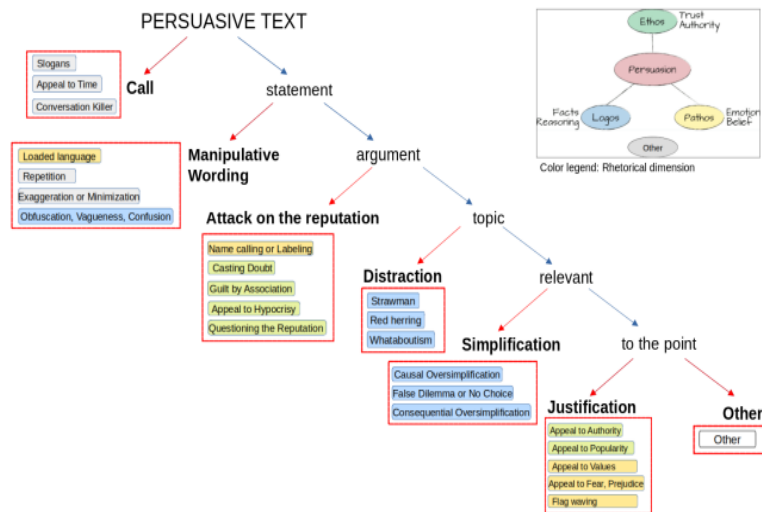 PERSUASIVE TEXT
Slogans
Appeal to Time
Conversation Killer
Call
statement
Loaded language
Repetition
Exaggeration or Minimization
Obfuscation, Vagueness, Confusion
Manipulative
Wording
argument
Attack on the reputation
Name calling or Labeling
Casting Doubt
Guilt by Association
Appeal to Hypocrisy
Questioning the Reputation
topic
Distraction
Strawman
Red herring
Whataboutism
relevant
Simplification
Causal Oversimplification
False Dilemma or No Choice
Consequential Oversimplification
to the point
Justification
Appeal to Authority
Appeal to Popularity
Appeal to Values
Appeal to Fear, Prejudice
Flag waving
Other
Other
Ethos
Trust
Authority
Persuasion
Facts
Reasoning
Logos
Pathos
Emotion
Belief
Other
Color legend: Rhetorical dimension